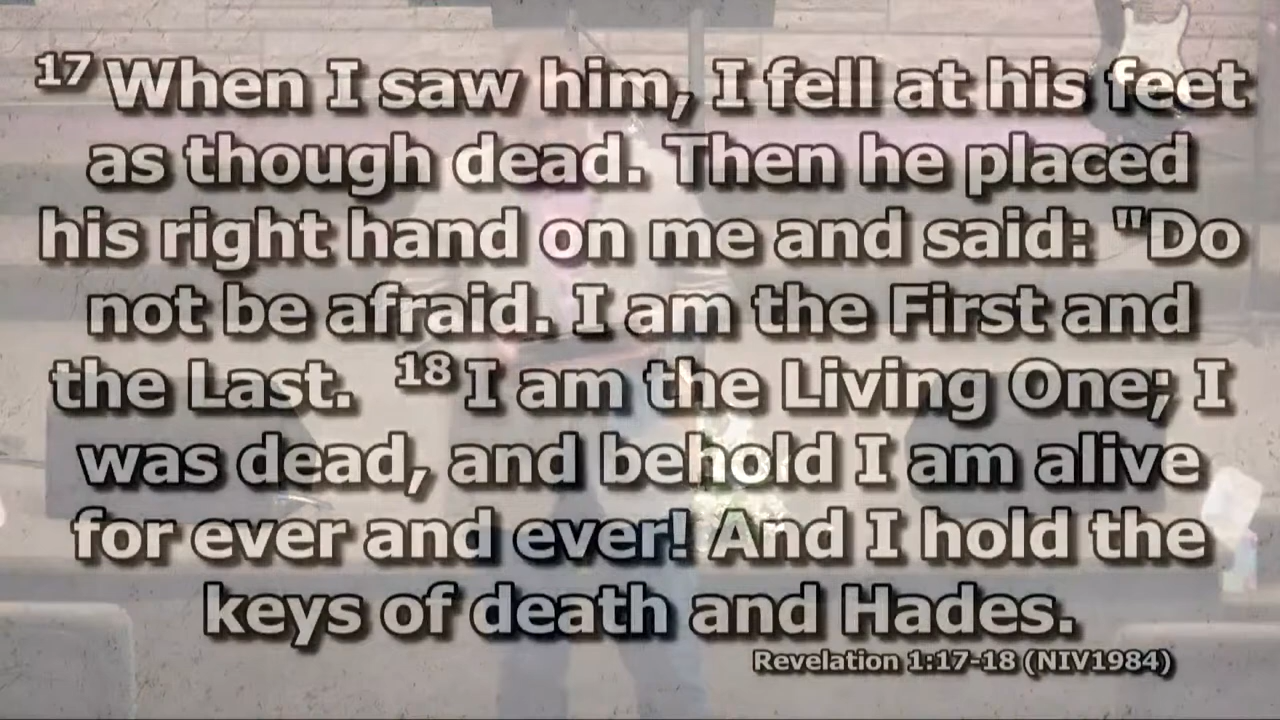 17 When I saw him, I fell at his feet
as though dead. Then he placed
his right hand on me and said: "Do
not be afraid. I am the First and
the Last. 18 I am the Living One; I
was dead, and behold I am alive
for ever and ever! And I hold the
keys of death and Hades.
Revelation 1:17-18 (NIV1984)